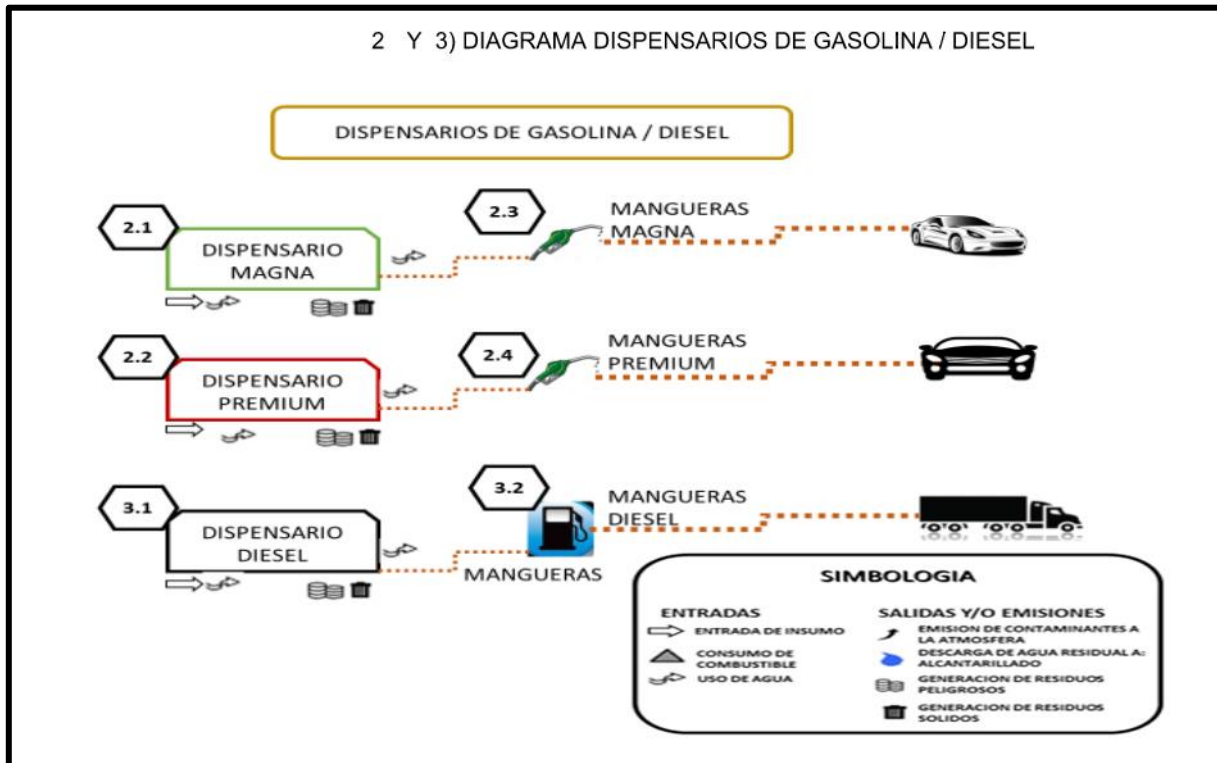 2 Y 3) DIAGRAMA DISPENSARIOS DE GASOLINA / DIESEL
DISPENSARIOS DE GASOLINA / DIESEL
2.1
DISPENSARIO
MAGNA
2.3
MANGUERAS
MAGNA
2.2
DISPENSARIO
PREMIUM
2.4
MANGUERAS
PREMIUM
3.1
DISPENSARIO
DIESEL
3.2
MANGUERAS
MANGUERAS
DIESEL
SIMBOLOGIA
ENTRADAS
ENTRADA DE INSUMO
CONSUMO DE
COMBUSTIBLE
USO DE AGUA
SALIDAS Y/O EMISIONES
EMISION DE CONTAMINANTES A
LA ATMOSFERA
DESCARGA DE AGUA RESIDUAL A:
ALCANTARILLADO
GENERACION DE RESIDUOS
PELIGROSOS
GENERACION DE RESIDUOS
SOLIDOS